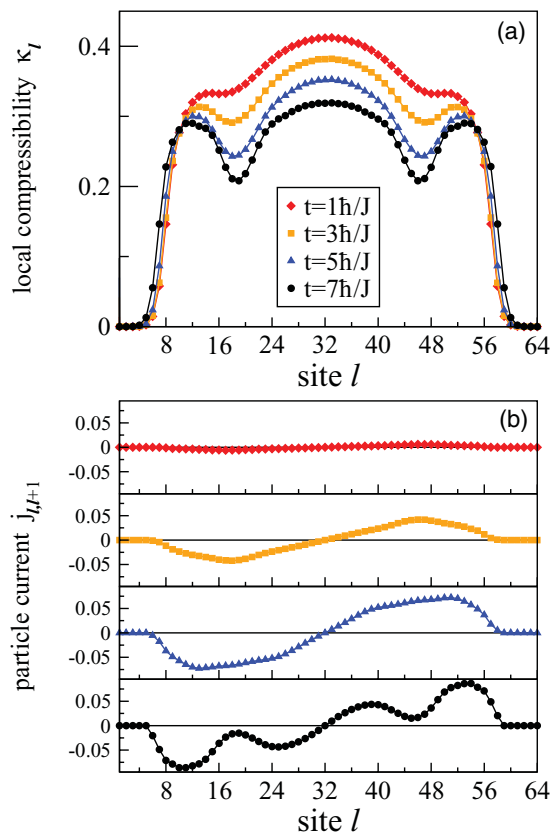 (a)
0.4
0.2
0
local compressibility κl
t=1ħ/J
t=3ħ/J
t=5ħ/J
t=7ħ/J
8 16 24 32 40 48 56 64
site l
(b)
0.05
0
-0.05
0.05
0
-0.05
0.05
0
-0.05
0.05
0
-0.05
particle current jl,l+1
8 16 24 32 40 48 56 64
site l